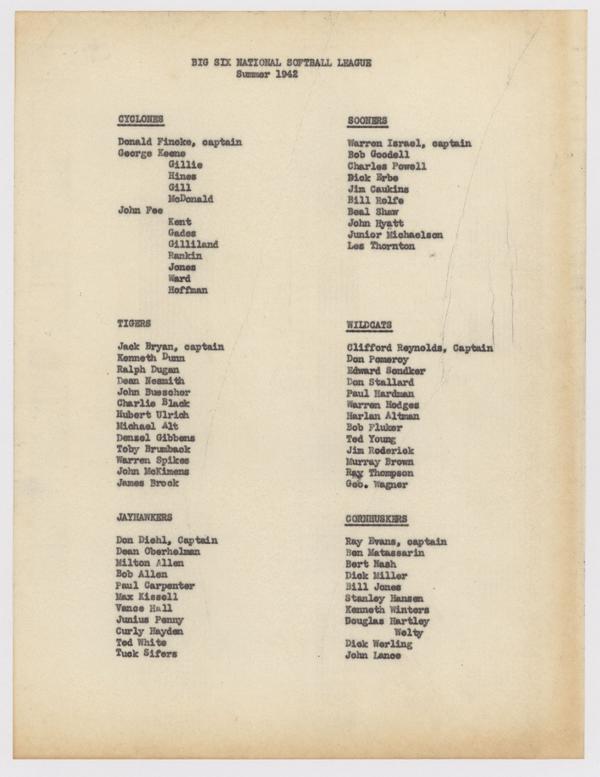 BIG SIX NATIONAL SOFTBALL LEAGUE
Summer 1942
CYCLONES
Donald Fincke, captain
George Keene
Gillie
Hines
Gill
McDonald
John Fee
Kent
Gades
Gilliland
Rankin
Jones
Ward
Hoffman
SOONERS
Warren Israel, captain
Bob Goodell
Charles Powell
Dick Erbe
Jim Caukins
Bill Rolfe
Beal Shaw
John Hyatt
Junior Michaelson
Les Thornton
TIGERS
Jack Bryan, captain
Kenneth Dunn
Ralph Dugan
Dean Nesmith
John Buescher
Charlie Black
Hubert Ulrich
Michael Alt
Denzel Gibbens
Toby Brumback
Warren Spikes
John McKimens
James Brock
WILDCATS
Clifford Reynolds, Captain
Don Pomeroy
Edward Sondker
Don Stallard
Paul Hardman
Warren Hodges
Harlan Altman
Bob Fluker
Ted Young
Jim Roderick
Murray Brown
Ray Thompson
Geo. Wagner
JAYHAWKERS
Don Diehl, Captain
Dean Oberhelman
Milton Allen
Bob Allen
Paul Carpenter
Max Kissell
Vance Hall
Junius Penny
Curly Hayden
Ted White
Tuck Sifers
CORNHUSKERS
Ray Evans, captain
Ben Matassarin
Bert Nash
Dick Miller
Bill Jones
Stanley Hansen
Kenneth Winters
Douglas Hartley
Welty
Dick Werling
John Lance